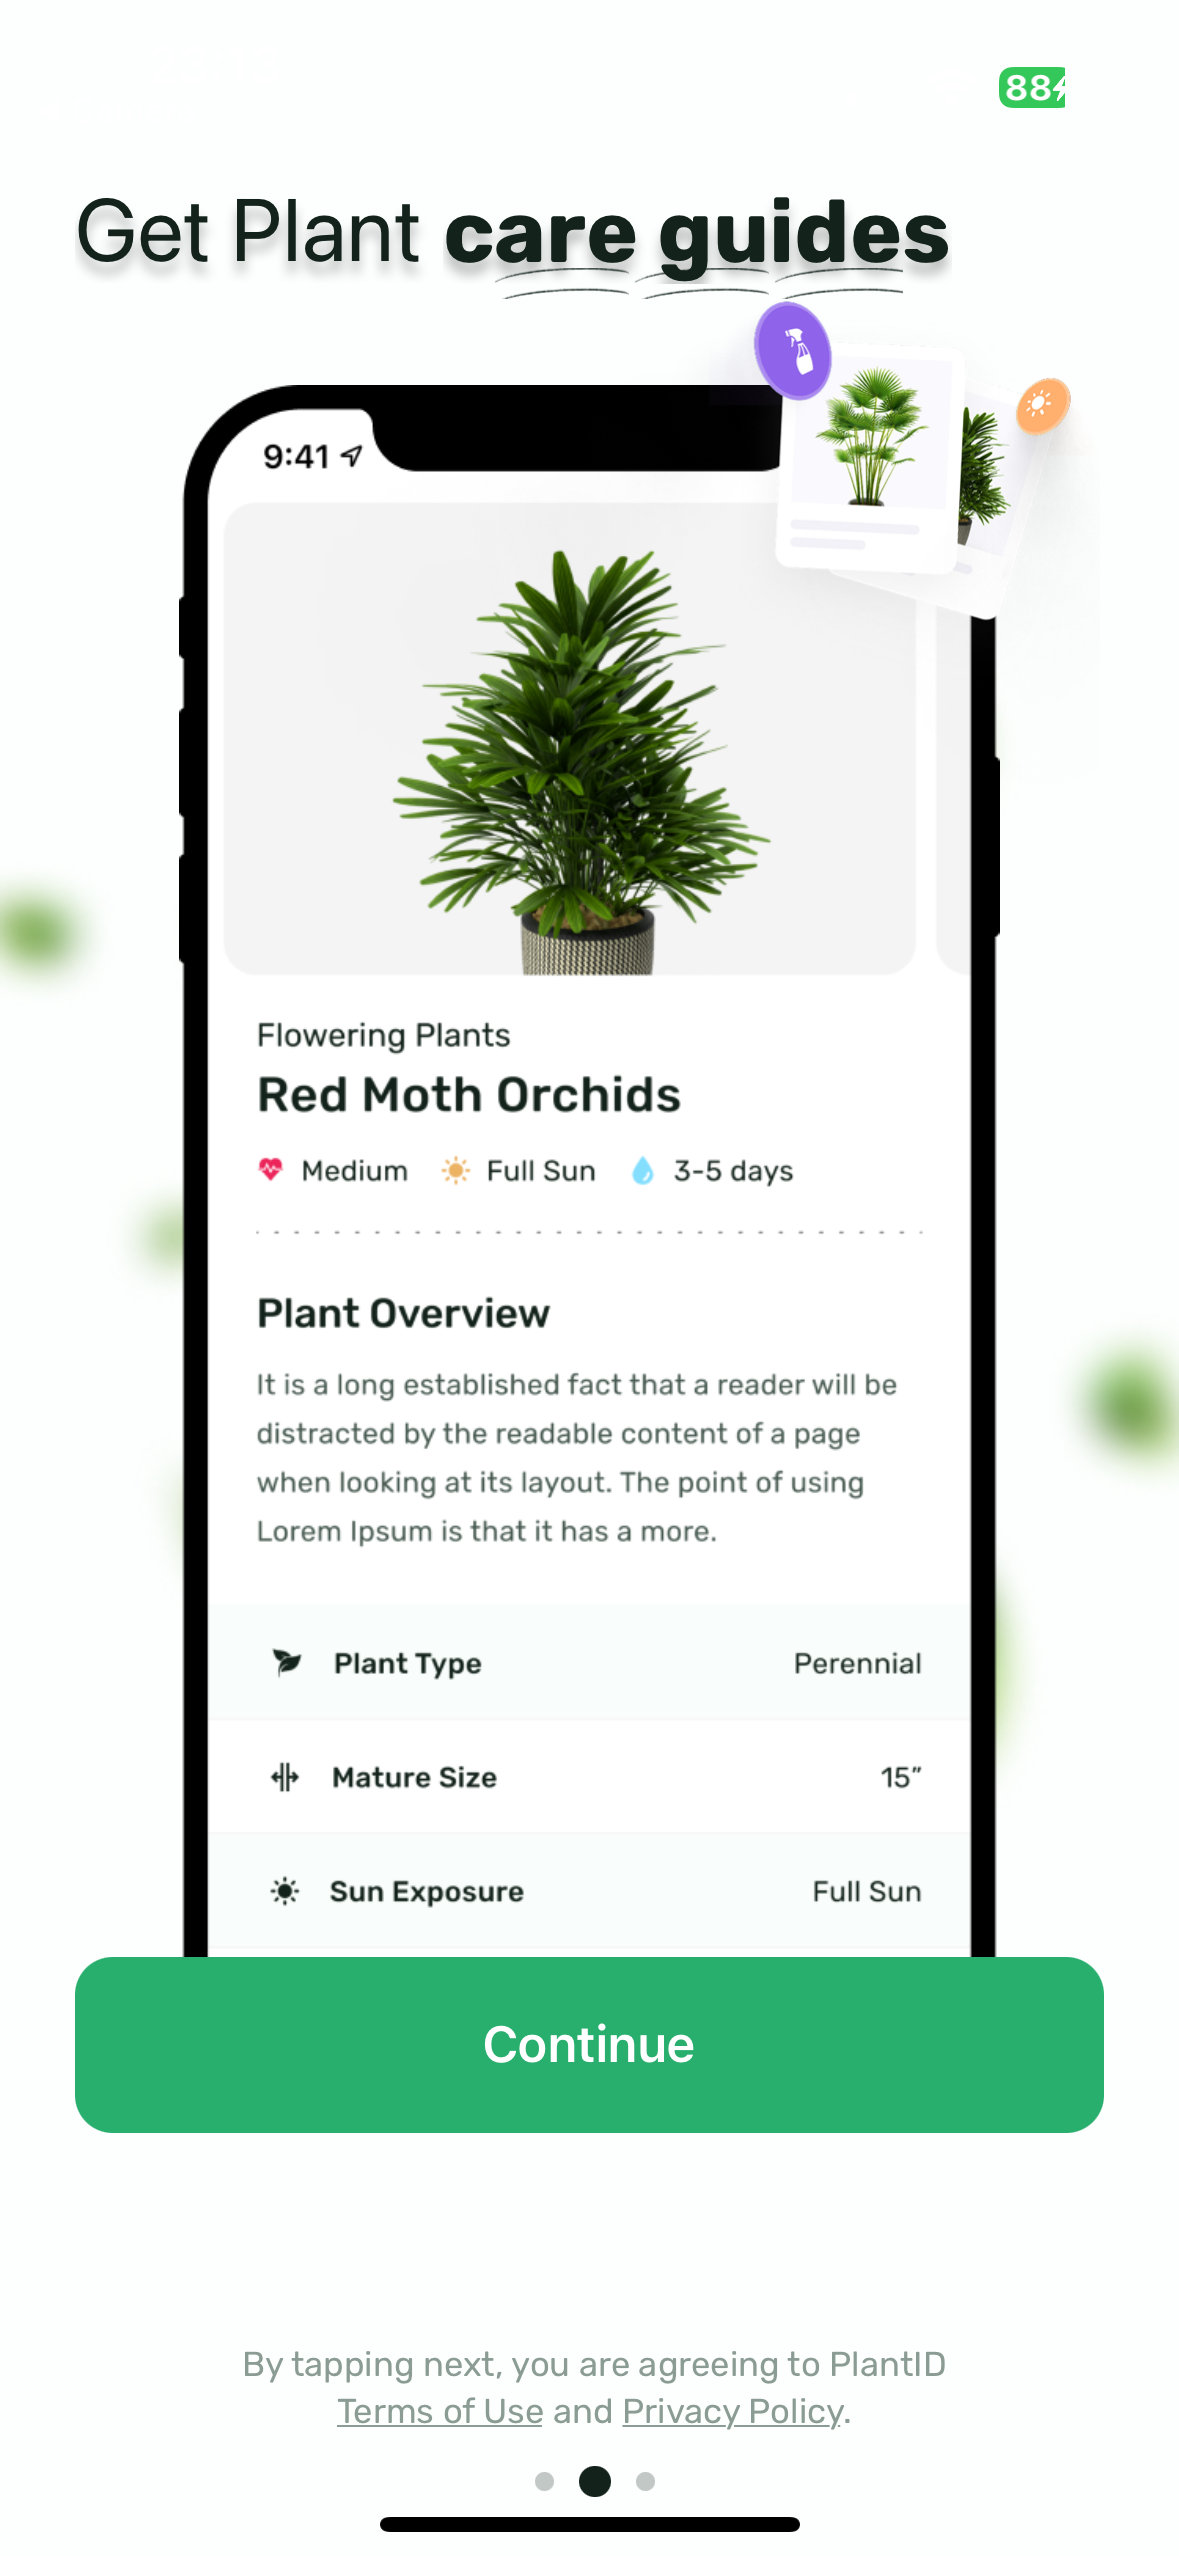 88
Get Plant care guides
9:41
Flowering Plants
Red Moth Orchids
Medium Full Sun 3-5 days
Plant Overview
It is a long established fact that a reader will be
distracted by the readable content of a page
when looking at its layout. The point of using
Lorem Ipsum is that it has a more.
Plant Type Perennial
Mature Size 15”
Sun Exposure Full Sun
Continue
By tapping next, you are agreeing to PlantID
Terms of Use and Privacy Policy.